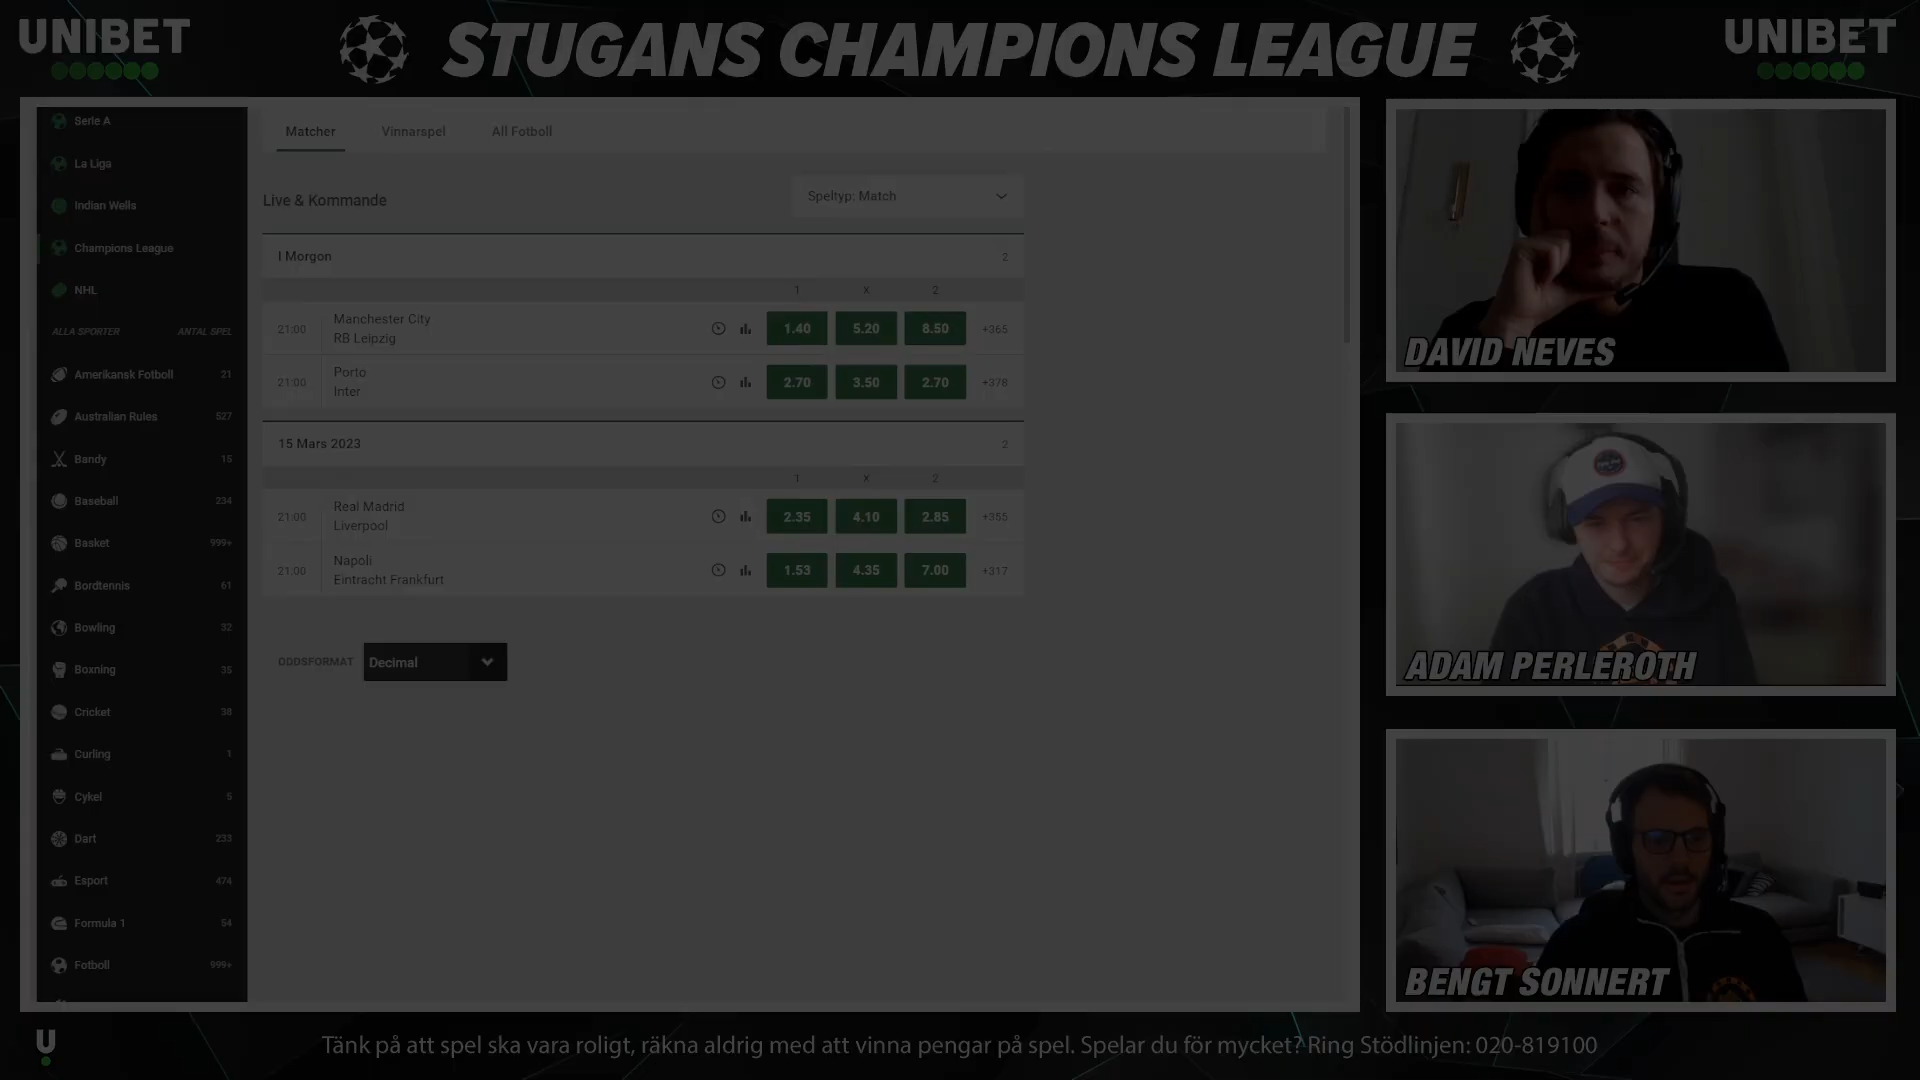 UNIBET
STUGANS CHAMPIONS LEAGUE
UNIBET
Serie A
La Liga
Indian Wells
Champions League
NHL
ALLA SPORTER ANTAL SPEL
Amerikansk Fotboll 21
Australian Rules 527
Bandy 15
Baseball 234
Basket 999+
Bordtennis 61
Bowling 32
Boxning 35
Cricket 38
Curling 1
Cykel 5
Dart 233
Esport 474
Formula 1 54
Fotboll 999+
Matcher Vinnarspel All Fotboll
Live & Kommande
Speltyp: Match
I Morgon 2
1 X 2
21:00 Manchester City
RB Leipzig
1.40 5.20 8.50 +365
21:00 Porto
Inter
2.70 3.50 2.70 +378
15 Mars 2023 2
1 X 2
21:00 Real Madrid
Liverpool
2.35 4.10 2.85 +355
21:00 Napoli
Eintracht Frankfurt
1.53 4.35 7.00 +317
ODDSFORMAT Decimal
DAVID NEVES
ADAM PERLEROTH
BENGT SONNERT
U
Tänk på att spel ska vara roligt, räkna aldrig med att vinna pengar på spel. Spelar du för mycket? Ring Stödlinjen: 020-819100